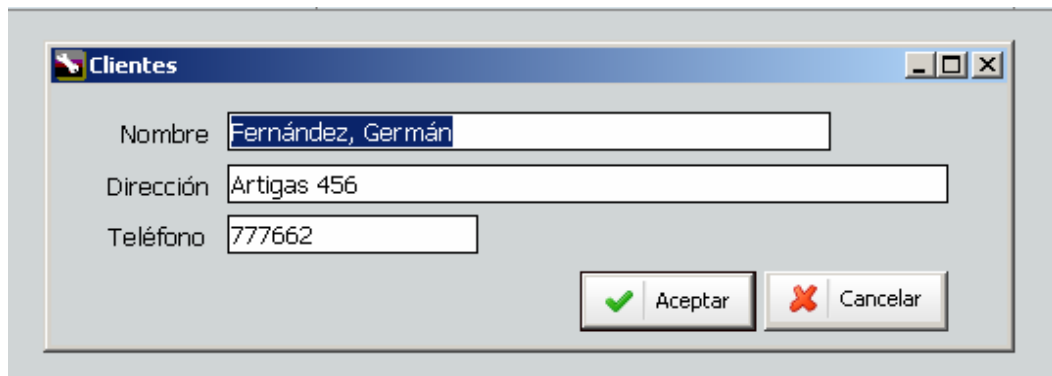 Clientes
Nombre Fernández, Germán
Dirección Artigas 456
Teléfono 777662
Aceptar Cancelar